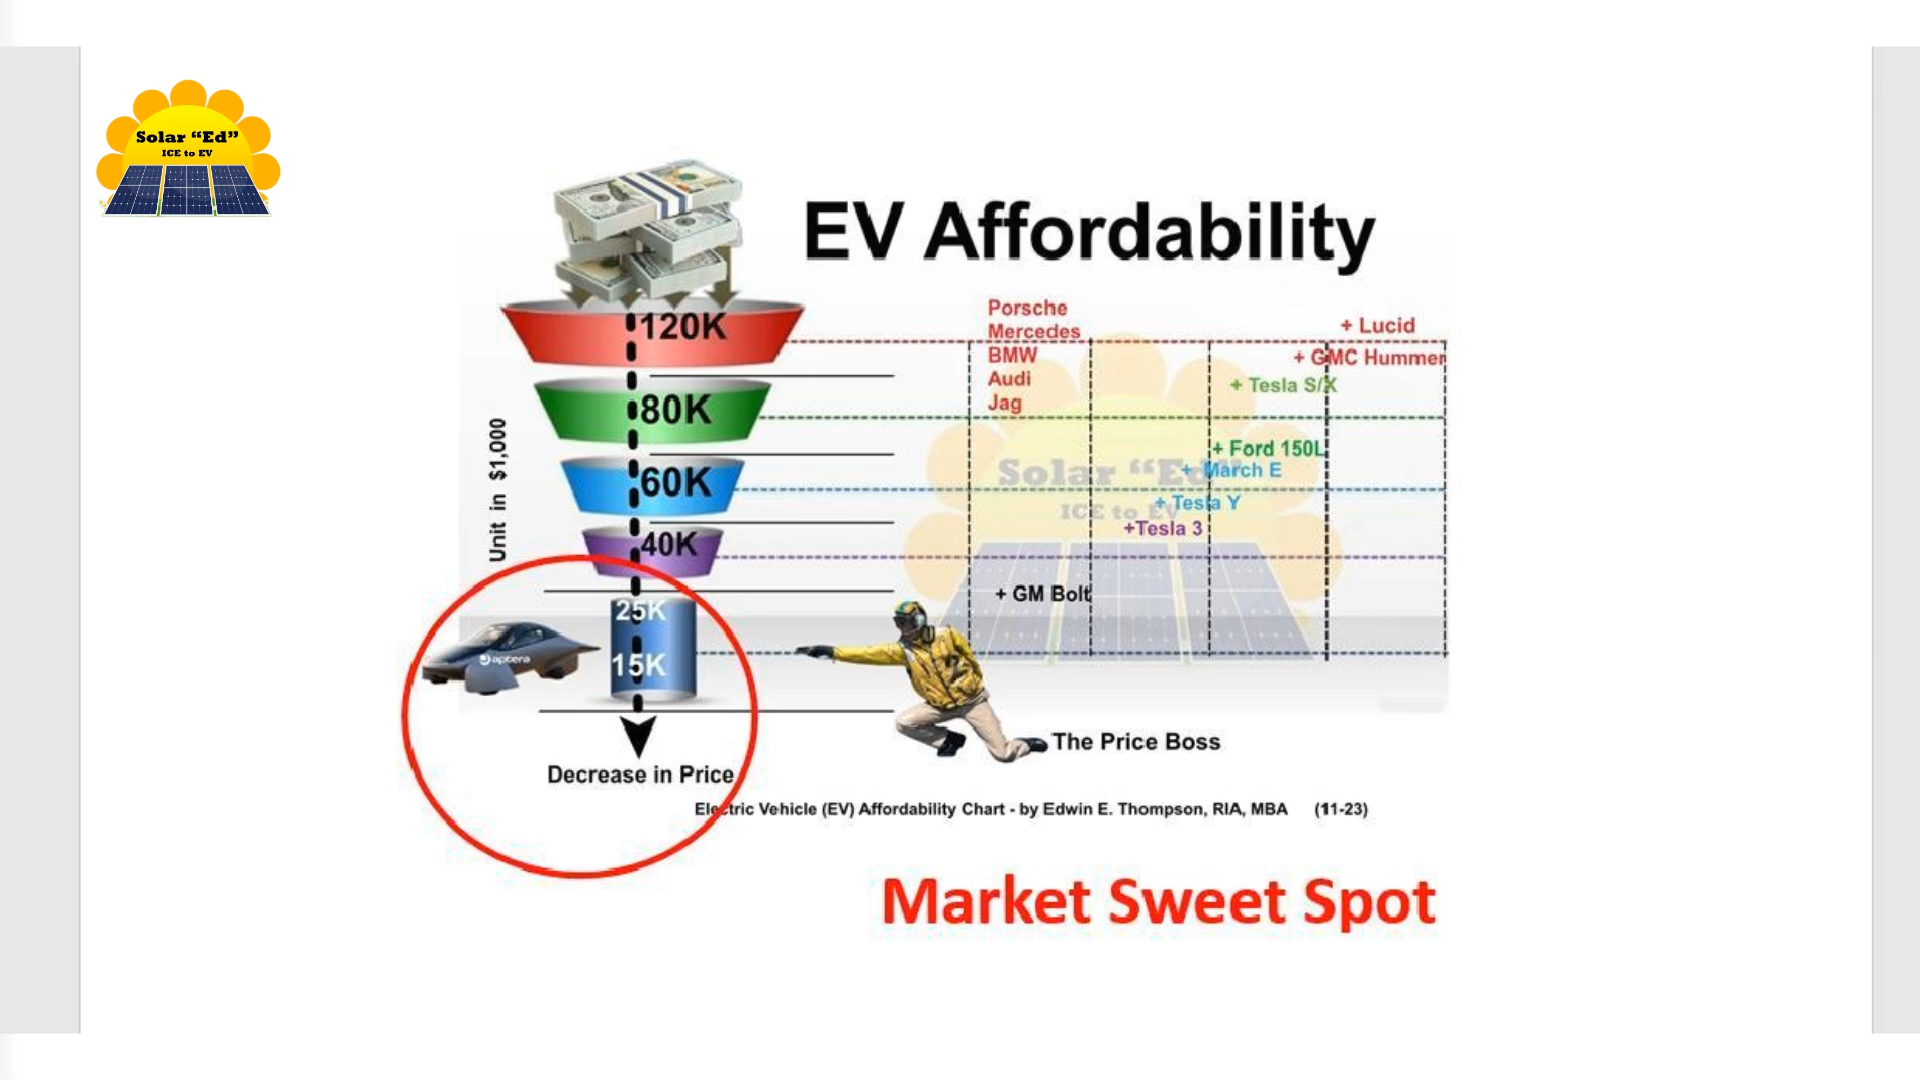 Solar “Ed”
ICE to EV
EV Affordability
120K
80K
60K
40K
25K
15K
Unit in $1,000
Porsche
Mercedes
BMW
Audi
Jag
+ Lucid
+ GMC Hummer
+ Tesla S/X
+ Ford 150L
+ March E
+ Tesla Y
+Tesla 3
+ GM Bolt
Solar “Ed”
ICE to EV
aptera
The Price Boss
Decrease in Price
Electric Vehicle (EV) Affordability Chart - by Edwin E. Thompson, RIA, MBA (11-23)
Market Sweet Spot